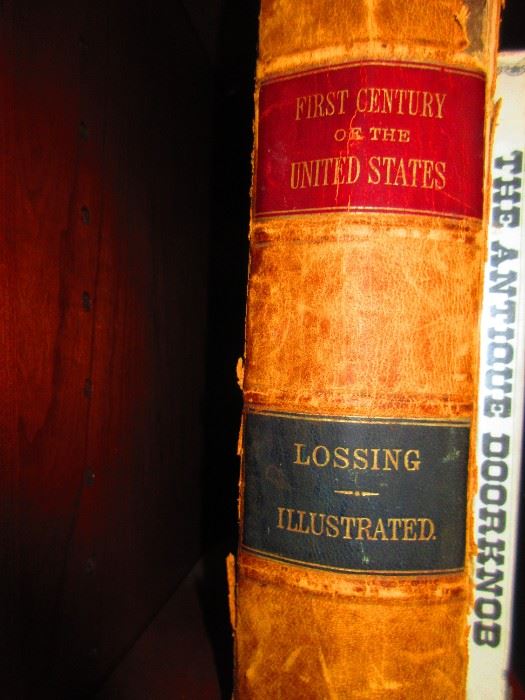 FIRST CENTURY
OF THE
UNITED STATES
LOSSING
ILLUSTRATED.
THE ANTIQUE DOORKNOB